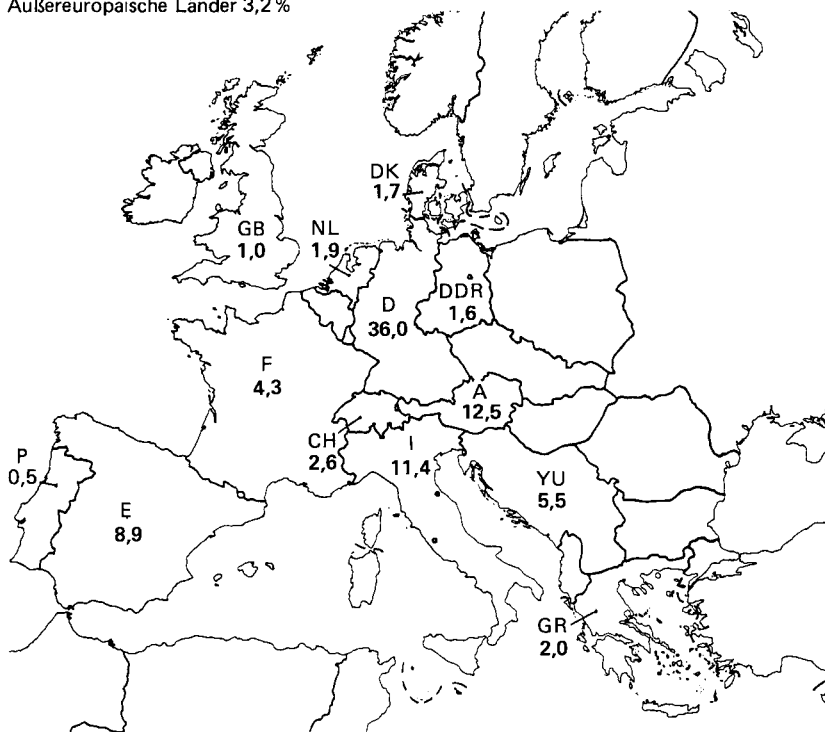 Außereuropäische Länder 3,2 %
DK
1,7
GB
1,0
NL
1,9
D
36,0
DDR
1,6
F
4,3
A
12,5
CH
2,6
I
11,4
P
0,5
E
8,9
YU
5,5
GR
2,0